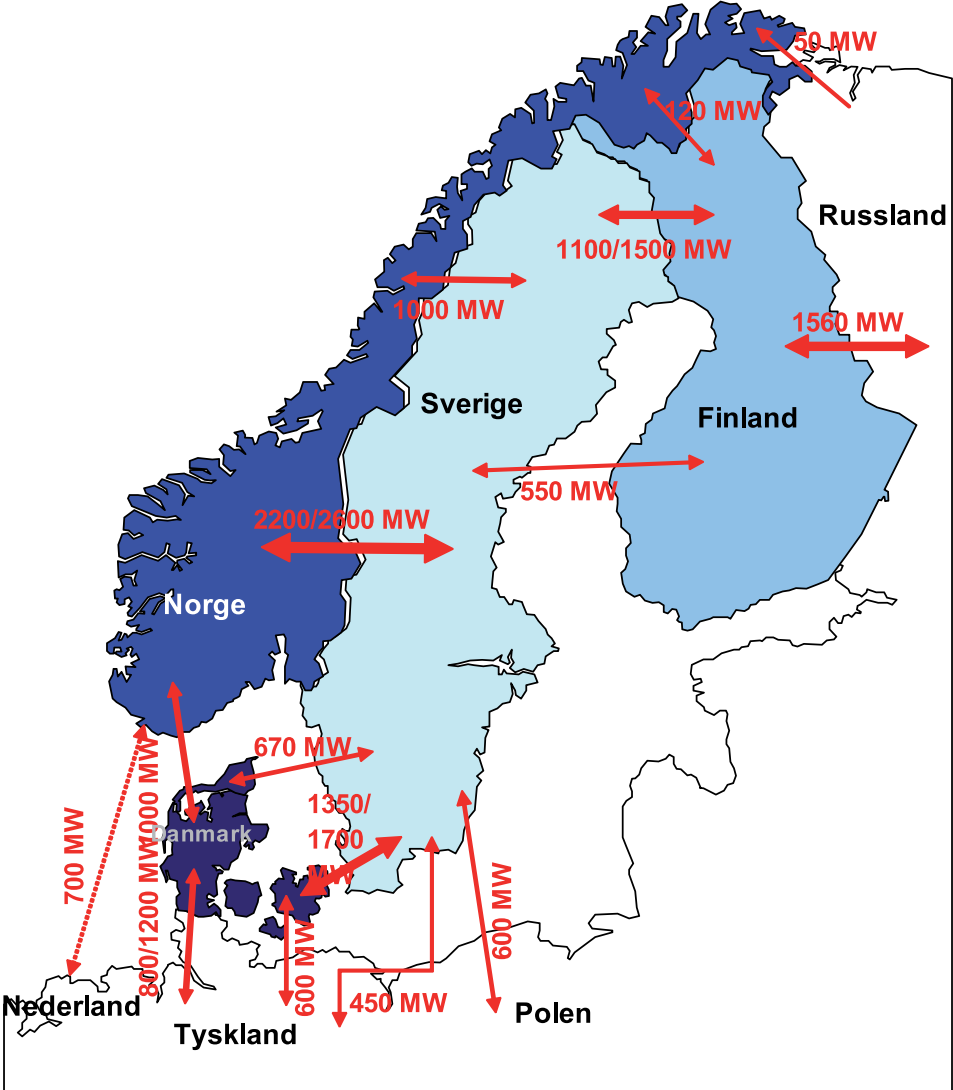 50 MW
120 MW
Russland
1100/1500 MW
1000 MW
1560 MW
Sverige
Finland
550 MW
2200/2600 MW
Norge
670 MW
1350/
1700
MW
Danmark
700 MW
800/1200 MW
000 MW
600 MW
600 MW
450 MW
Nederland
Tyskland
Polen